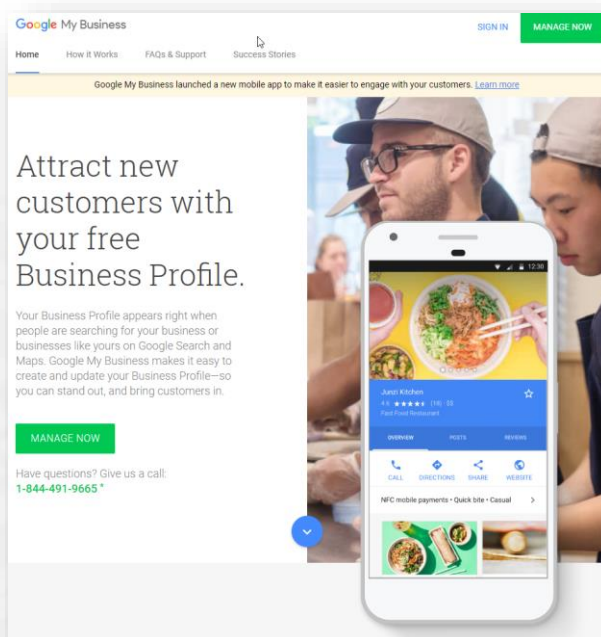 Google My Business
SIGN IN
MANAGE NOW
Home
How it Works
FAQs & Support
Success Stories
Google My Business launched a new mobile app to make it easier to engage with your customers. Learn more
Attract new
customers with
your free
Business Profile.
Your Business Profile appears right when
people are searching for your business or
businesses like yours on Google Search and
Maps. Google My Business makes it easy to
create and update your Business Profile—so
you can stand out, and bring customers in.
MANAGE NOW
Have questions? Give us a call:
1-844-491-9665 *
12:30
Junzi Kitchen
4.6 ★★★★★ (19) · $$
Fast Food Restaurant
OVERVIEW
POSTS
REVIEWS
CALL
DIRECTIONS
SHARE
WEBSITE
NFC mobile payments • Quick bite • Casual